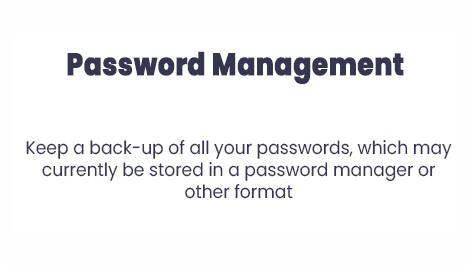 Password Management
Keep a back-up of all your passwords, which may
currently be stored in a password manager or
other format